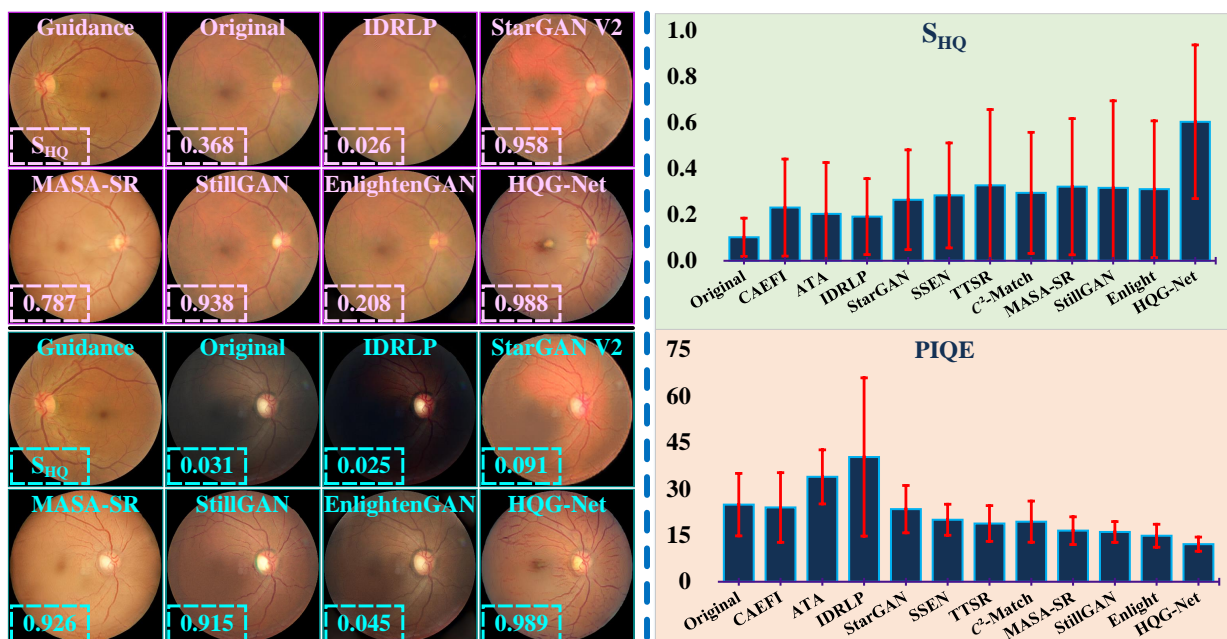 Guidance Original IDRLP StarGAN V2
S_HQ 0.368 0.026 0.958
MASA-SR StillGAN EnlightenGAN HQG-Net
0.787 0.938 0.208 0.988
Guidance Original IDRLP StarGAN V2
S_HQ 0.031 0.025 0.091
MASA-SR StillGAN EnlightenGAN HQG-Net
0.926 0.915 0.045 0.989
S_HQ
1.0
0.8
0.6
0.4
0.2
0.0
Original CAEFI ATA IDRLP StarGAN SSEN TTSR C²-Match MASA-SR StillGAN Enlight HQG-Net
PIQE
75
60
45
30
15
0
Original CAEFI ATA IDRLP StarGAN SSEN TTSR C²-Match MASA-SR StillGAN Enlight HQG-Net